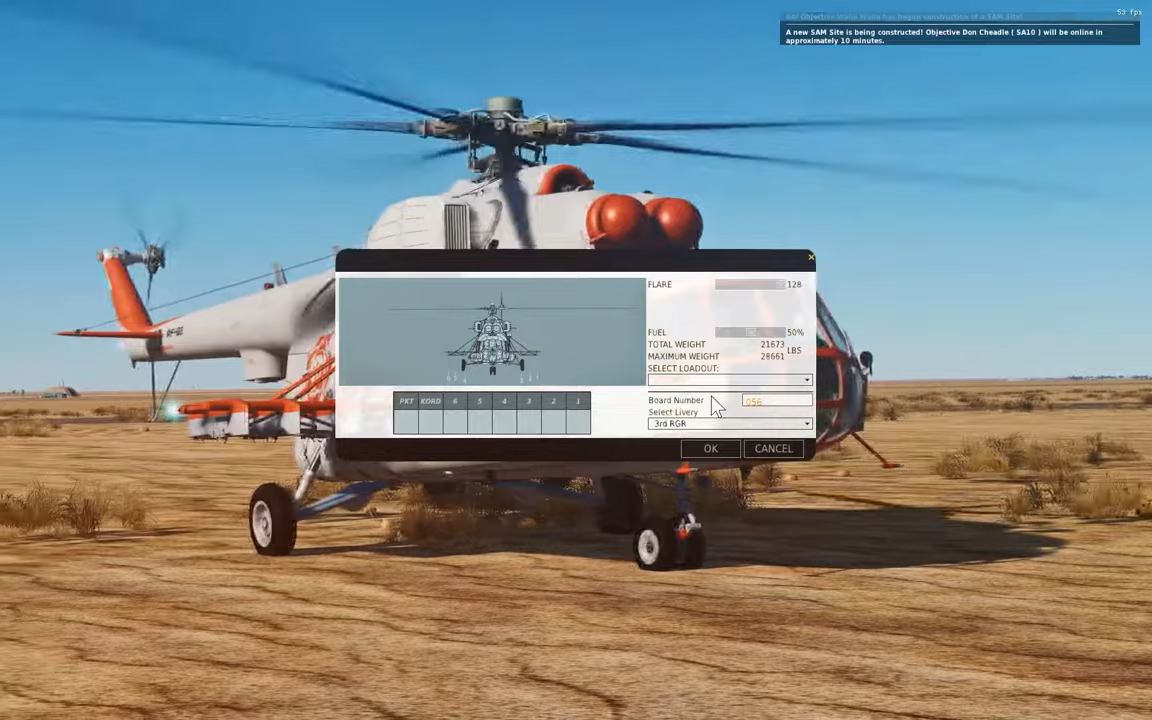 53 fps
A new SAM Site is being constructed! Objective Don Cheadle ( SA10 ) will be online in
approximately 10 minutes.
FLARE 128
FUEL 50%
TOTAL WEIGHT 21673
LBS
MAXIMUM WEIGHT 28661
SELECT LOADOUT:
Board Number 056
Select Livery
3rd RGR
PKT KORD 6 5 4 3 2 1
OK CANCEL